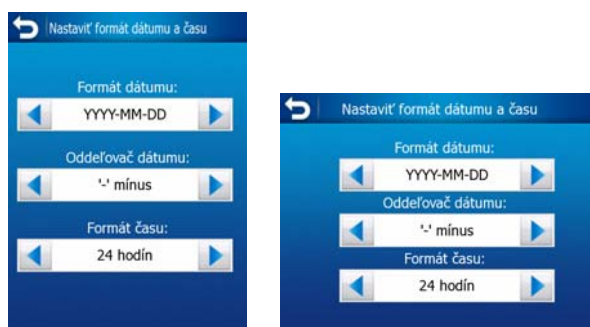 Nastaviť formát dátumu a času
Formát dátumu:
YYYY-MM-DD
Oddeľovač dátumu:
'-' mínus
Formát času:
24 hodín
Nastaviť formát dátumu a času
Formát dátumu:
YYYY-MM-DD
Oddeľovač dátumu:
'-' mínus
Formát času:
24 hodín